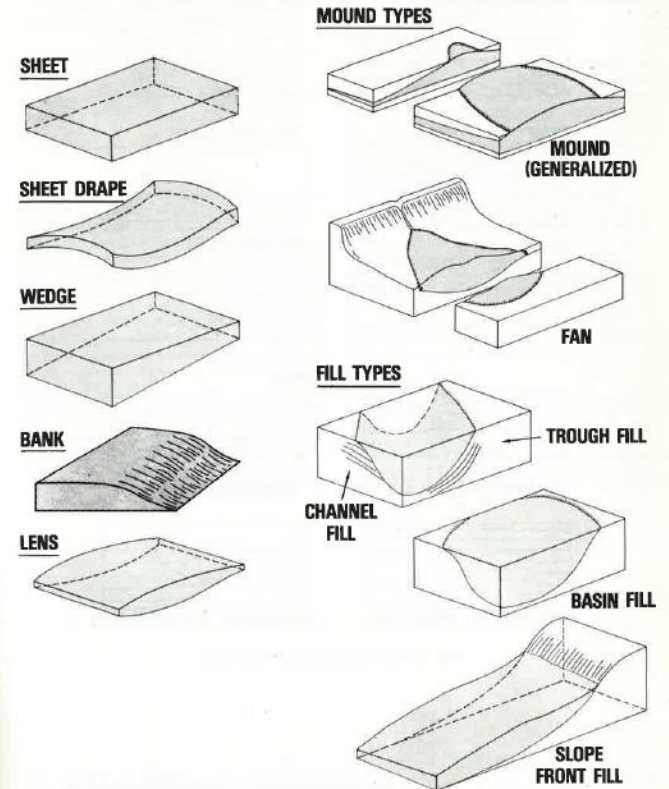 SHEET
SHEET DRAPE
WEDGE
BANK
LENS
MOUND TYPES
MOUND
(GENERALIZED)
FAN
FILL TYPES
TROUGH FILL
CHANNEL
FILL
BASIN FILL
SLOPE
FRONT FILL